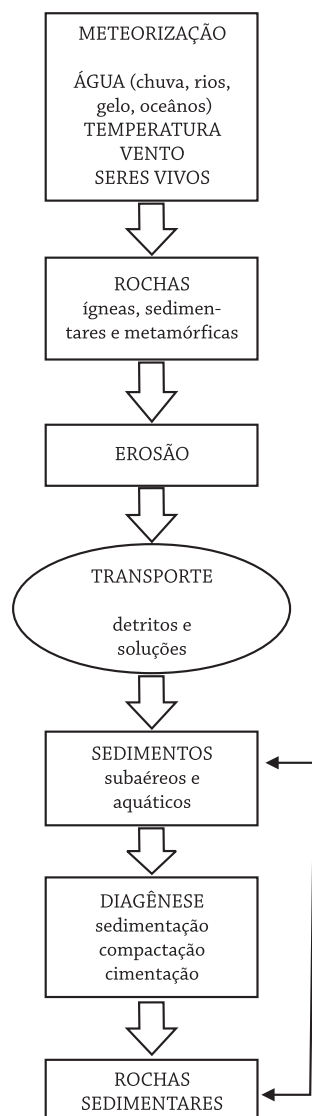 METEORIZAÇÃO
ÁGUA (chuva, rios,
gelo, oceânos)
TEMPERATURA
VENTO
SERES VIVOS
ROCHAS
ígneas, sedimen-
tares e metamórficas
EROSÃO
TRANSPORTE
detritos e
soluções
SEDIMENTOS
subaéreos e
aquáticos
DIAGÊNESE
sedimentação
compactação
cimentação
ROCHAS
SEDIMENTARES